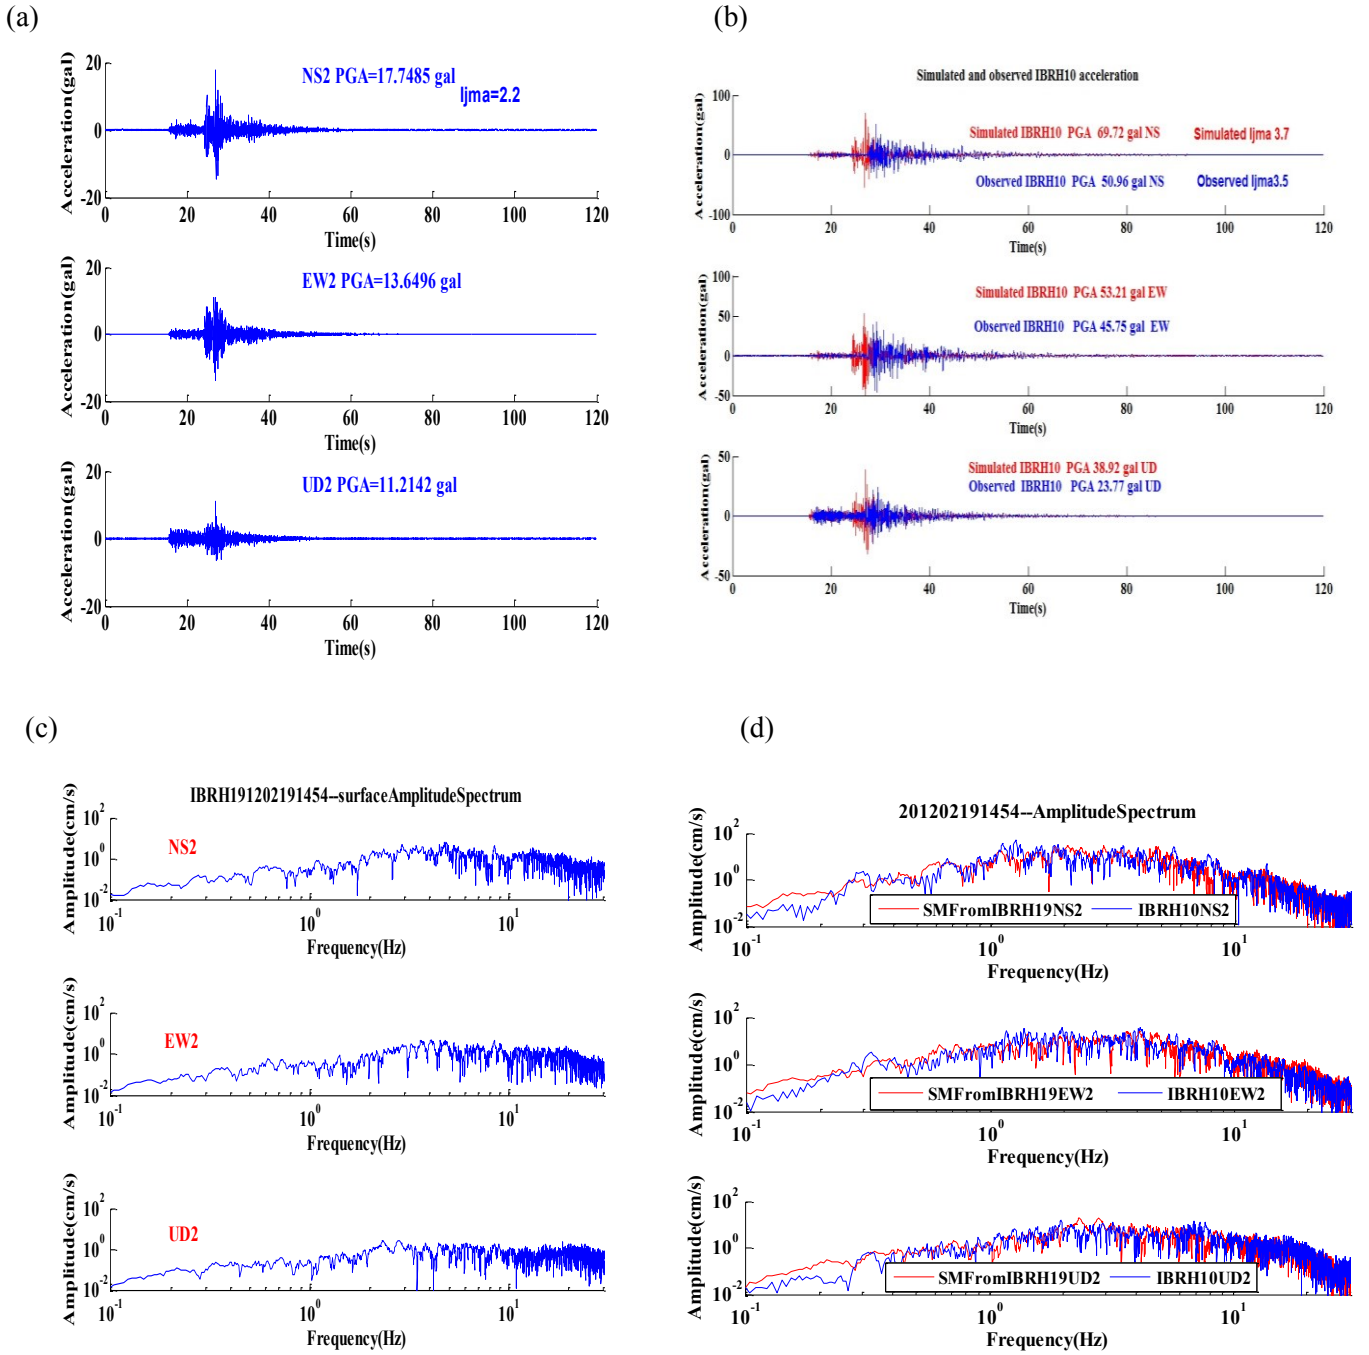 (a)
NS2 PGA=17.7485 gal
Ijma=2.2
Acceleration(gal)
20
0
-20
0 20 40 60 80 100 120
Time(s)
EW2 PGA=13.6496 gal
Acceleration(gal)
20
0
-20
0 20 40 60 80 100 120
Time(s)
UD2 PGA=11.2142 gal
Acceleration(gal)
20
0
-20
0 20 40 60 80 100 120
Time(s)
(b)
Simulated and observed IBRH10 acceleration
Simulated IBRH10 PGA 69.72 gal NS
Simulated Ijma 3.7
Observed IBRH10 PGA 50.96 gal NS
Observed Ijma3.5
Acceleration(gal)
100
0
-100
0 20 40 60 80 100 120
Time(s)
Simulated IBRH10 PGA 53.21 gal EW
Observed IBRH10 PGA 45.75 gal EW
Acceleration(gal)
100
50
0
-50
0 20 40 60 80 100 120
Time(s)
Simulated IBRH10 PGA 38.92 gal UD
Observed IBRH10 PGA 23.77 gal UD
Acceleration(gal)
50
0
-50
0 20 40 60 80 100 120
Time(s)
(c)
IBRH191202191454--surfaceAmplitudeSpectrum
NS2
Amplitude(cm/s)
10^2
10^0
10^-2
10^-1 10^0 10^1
Frequency(Hz)
EW2
Amplitude(cm/s)
10^2
10^0
10^-2
10^-1 10^0 10^1
Frequency(Hz)
UD2
Amplitude(cm/s)
10^2
10^0
10^-2
10^-1 10^0 10^1
Frequency(Hz)
(d)
201202191454--AmplitudeSpectrum
Amplitude(cm/s)
10^2
10^0
10^-2
SMFromIBRH19NS2 IBRH10NS2
10^-1 10^0 10^1
Frequency(Hz)
Amplitude(cm/s)
10^2
10^0
10^-2
SMFromIBRH19EW2 IBRH10EW2
10^-1 10^0 10^1
Frequency(Hz)
Amplitude(cm/s)
10^2
10^0
10^-2
SMFromIBRH19UD2 IBRH10UD2
10^-1 10^0 10^1
Frequency(Hz)